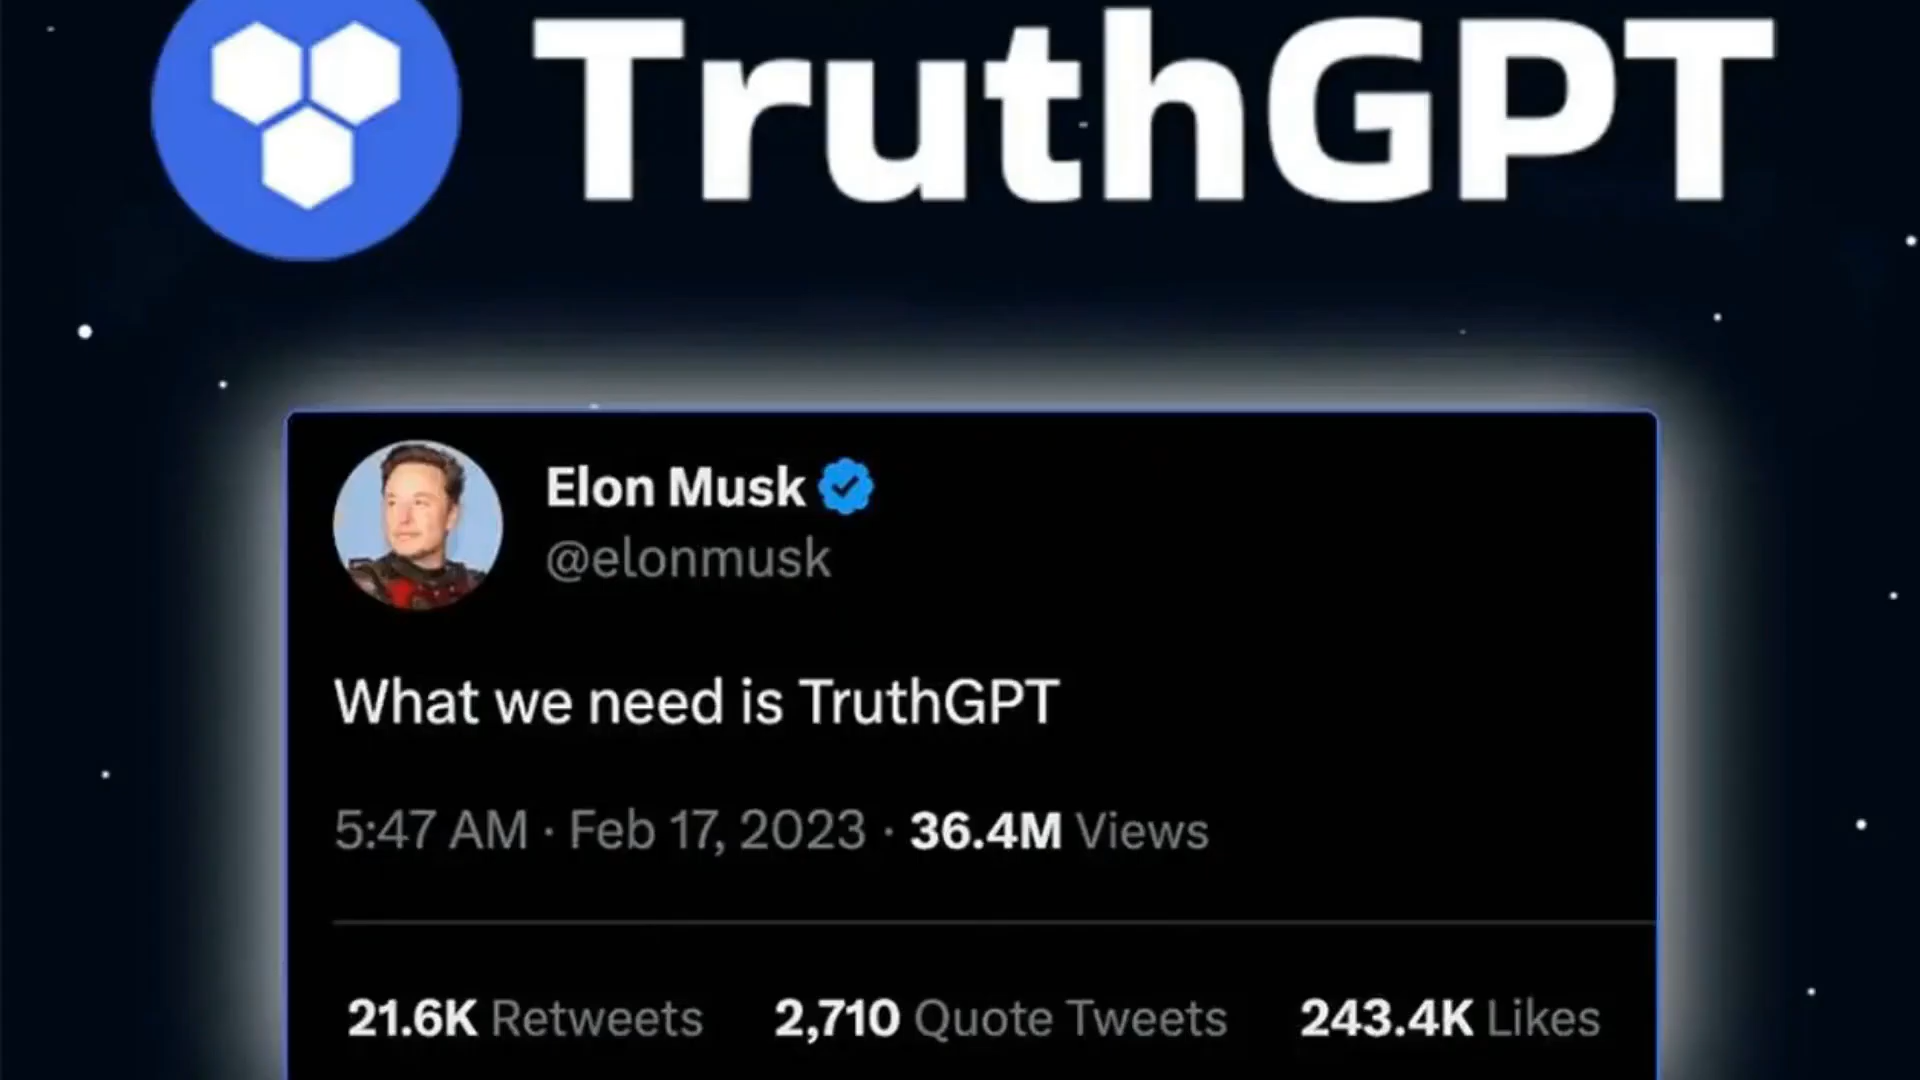 TruthGPT
Elon Musk
@elonmusk
What we need is TruthGPT
5:47 AM · Feb 17, 2023 · 36.4M Views
21.6K Retweets 2,710 Quote Tweets 243.4K Likes